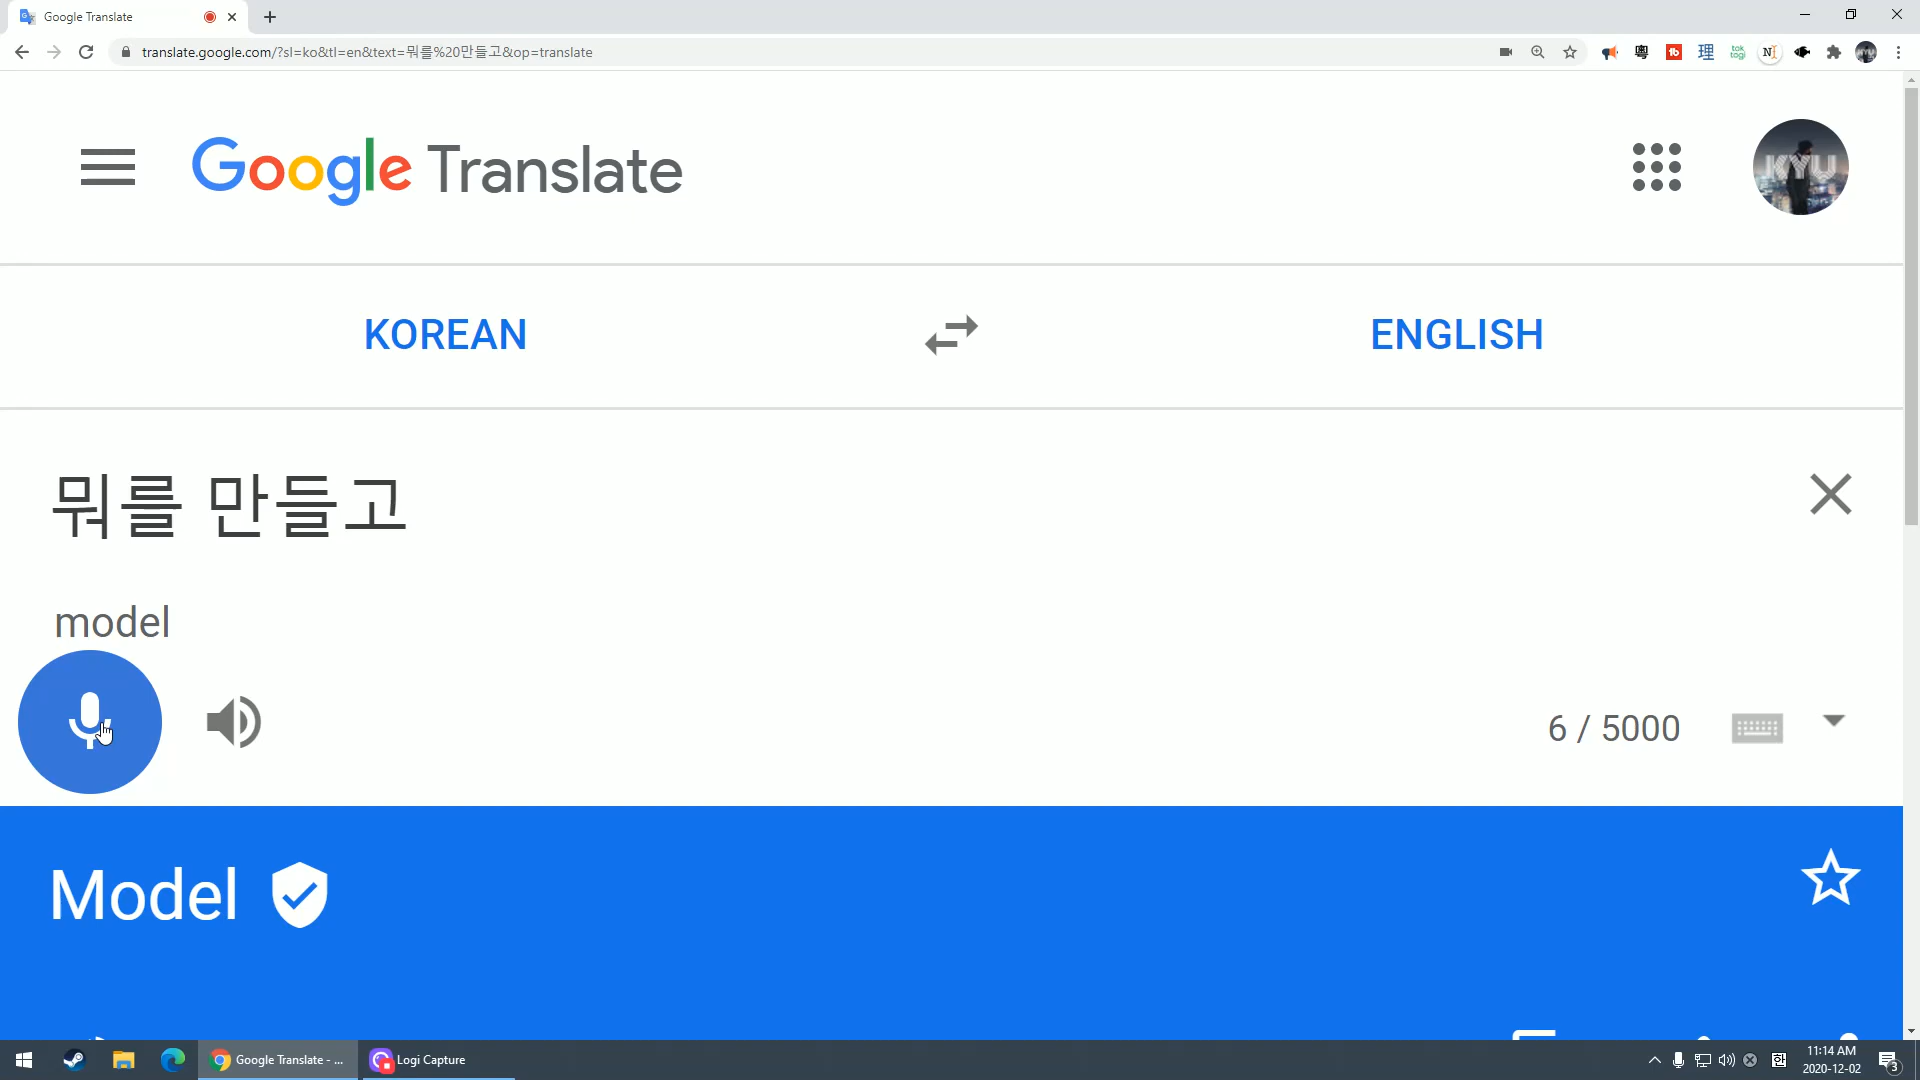 Google Translate
translate.google.com/?sl=ko&tl=en&text=뭐를%20만들고&op=translate
Google Translate
KYU
KOREAN
ENGLISH
뭐를 만들고
model
6 / 5000
Model
Google Translate - ...
Logi Capture
11:14 AM
2020-12-02
3